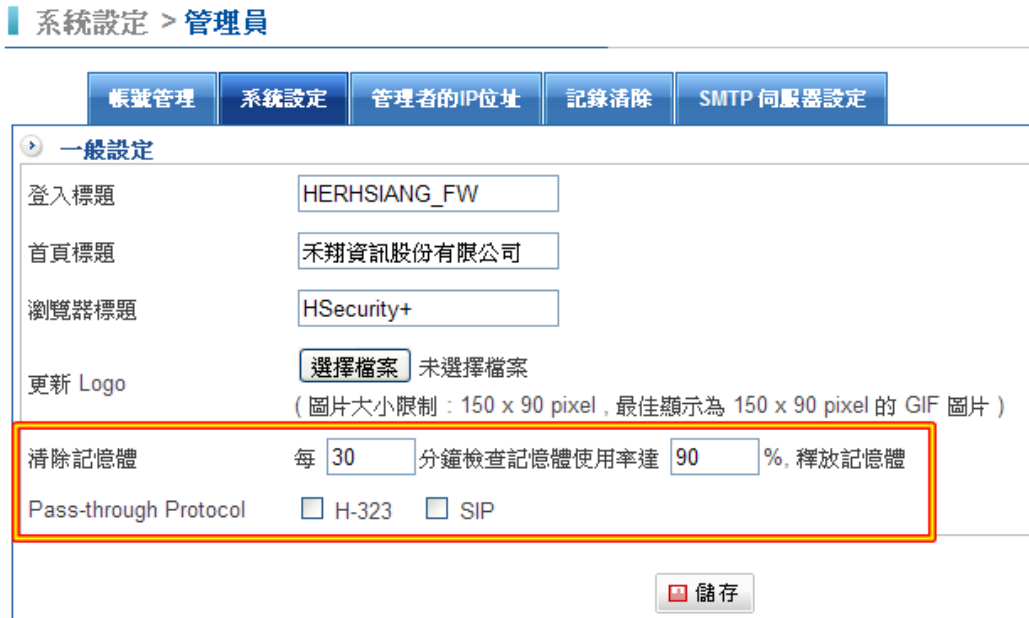 系統設定 > 管理員
帳號管理 系統設定 管理者的IP位址 記錄清除 SMTP 伺服器設定
一般設定
登入標題 HERHSIANG_FW
首頁標題 禾翔資訊股份有限公司
瀏覽器標題 HSecurity+
更新 Logo 選擇檔案 未選擇檔案
( 圖片大小限制 : 150 x 90 pixel , 最佳顯示為 150 x 90 pixel 的 GIF 圖片 )
清除記憶體 每 30 分鐘檢查記憶體使用率達 90 %, 釋放記憶體
Pass-through Protocol H-323 SIP
儲存